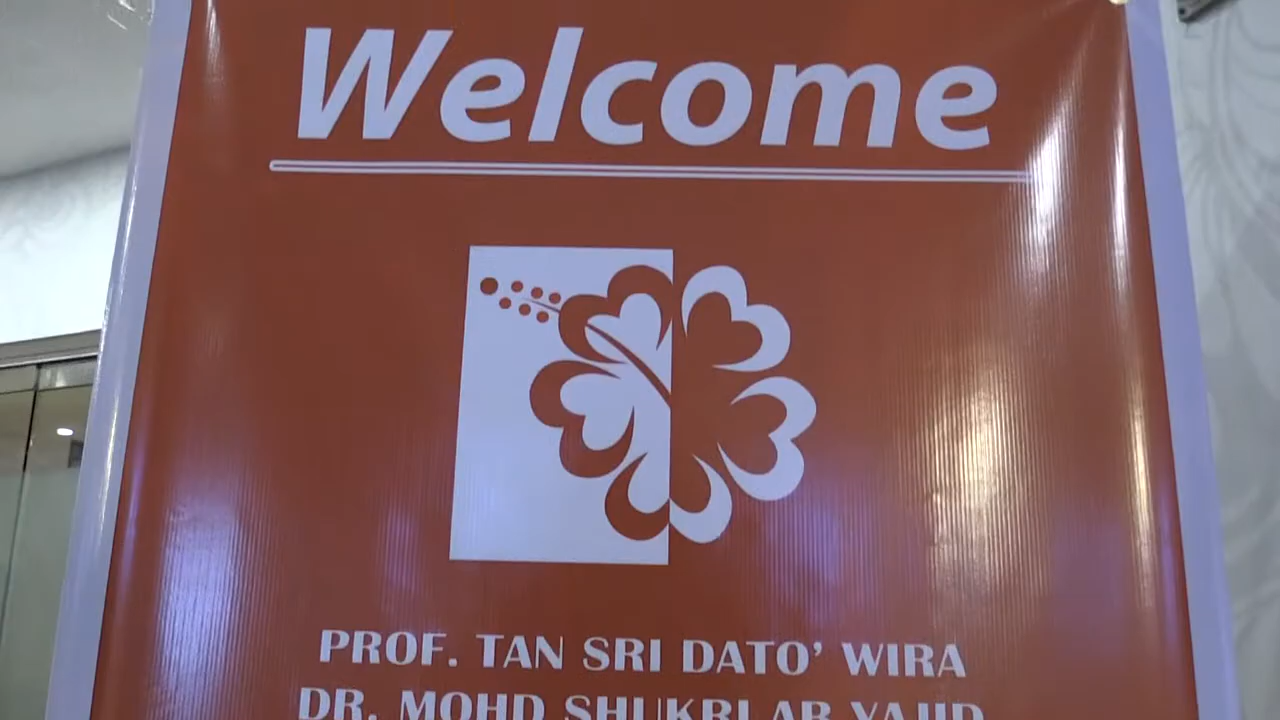 Welcome
PROF. TAN SRI DATO’ WIRA
DR. MOHD SHUKRI AB YAJID